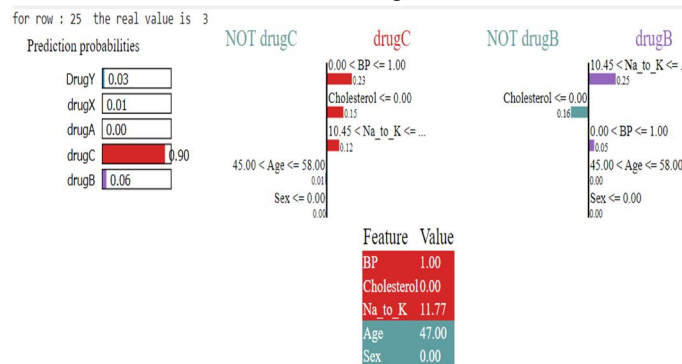 for row : 25 the real value is 3
Prediction probabilities
DrugY 0.03
drugX 0.01
drugA 0.00
drugC 0.90
drugB 0.06
NOT drugC drugC
0.00 < BP <= 1.00
0.23
Cholesterol <= 0.00
0.15
10.45 < Na_to_K <= ...
0.12
45.00 < Age <= 58.00
0.01
Sex <= 0.00
0.00
NOT drugB drugB
10.45 < Na_to_K <= ...
0.25
Cholesterol <= 0.00
0.16
0.00 < BP <= 1.00
0.05
45.00 < Age <= 58.00
0.00
Sex <= 0.00
0.00
Feature Value
BP 1.00
Cholesterol 0.00
Na_to_K 11.77
Age 47.00
Sex 0.00